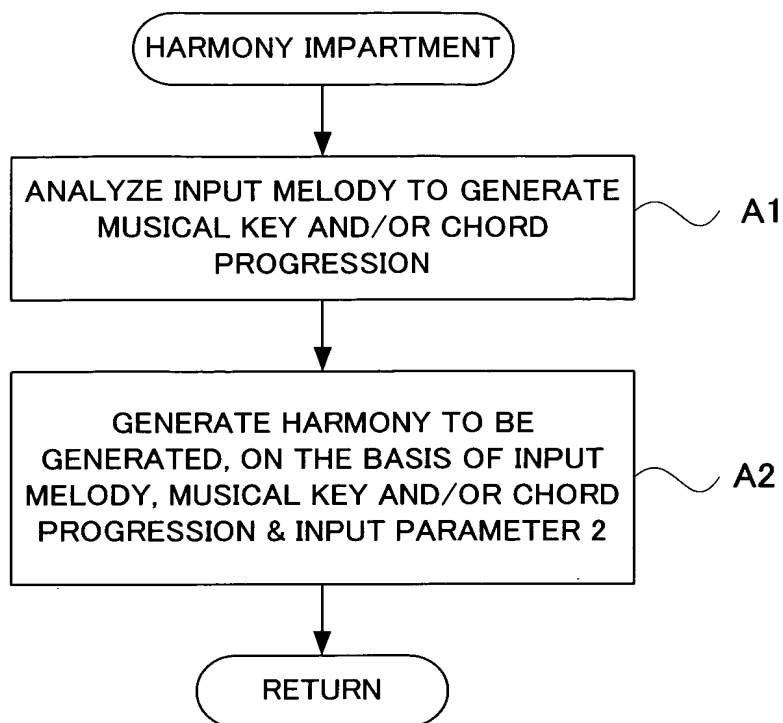 HARMONY IMPARTMENT
ANALYZE INPUT MELODY TO GENERATE
MUSICAL KEY AND/OR CHORD
PROGRESSION
A1
GENERATE HARMONY TO BE
GENERATED, ON THE BASIS OF INPUT
MELODY, MUSICAL KEY AND/OR CHORD
PROGRESSION & INPUT PARAMETER 2
A2
RETURN